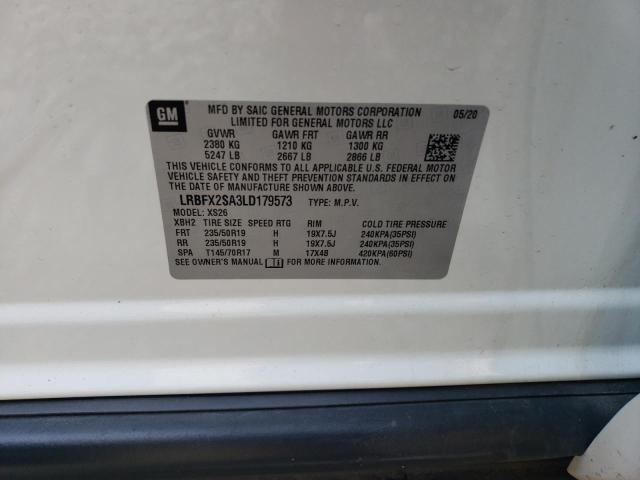 GM
MFD BY SAIC GENERAL MOTORS CORPORATION 05/20
LIMITED FOR GENERAL MOTORS LLC
GVWR GAWR FRT GAWR RR
2380 KG 1210 KG 1300 KG
5247 LB 2667 LB 2866 LB
THIS VEHICLE CONFORMS TO ALL APPLICABLE U.S. FEDERAL MOTOR
VEHICLE SAFETY AND THEFT PREVENTION STANDARDS IN EFFECT ON
THE DATE OF MANUFACTURE SHOWN ABOVE.
LRBFX2SA3LD179573 TYPE: M.P.V.
MODEL: XS26
XBH2 TIRE SIZE SPEED RTG RIM COLD TIRE PRESSURE
FRT 235/50R19 H 19X7.5J 240KPA(35PSI)
RR 235/50R19 H 19X7.5J 240KPA(35PSI)
SPA T145/70R17 M 17X4B 420KPA(60PSI)
SEE OWNER'S MANUAL i FOR MORE INFORMATION.